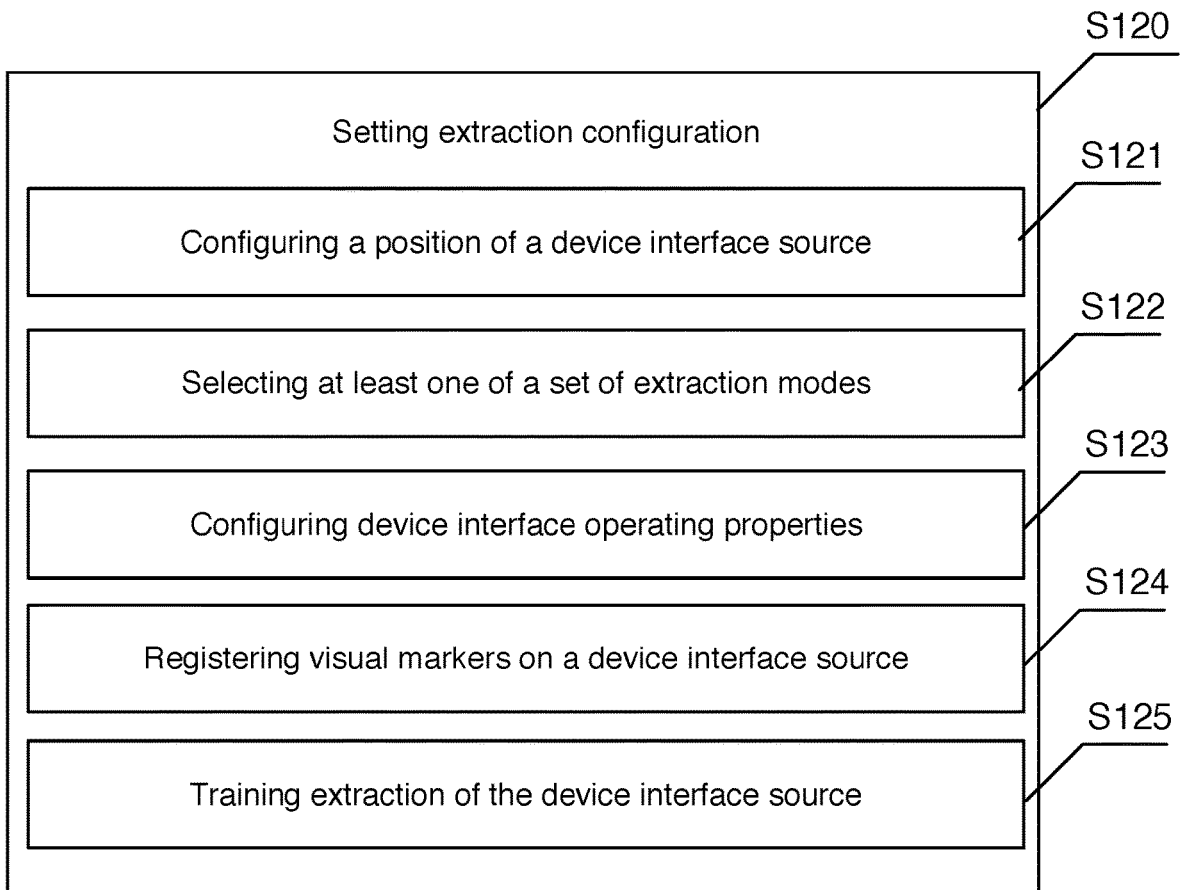 S120
Setting extraction configuration
S121
Configuring a position of a device interface source
S122
Selecting at least one of a set of extraction modes
S123
Configuring device interface operating properties
S124
Registering visual markers on a device interface source
S125
Training extraction of the device interface source